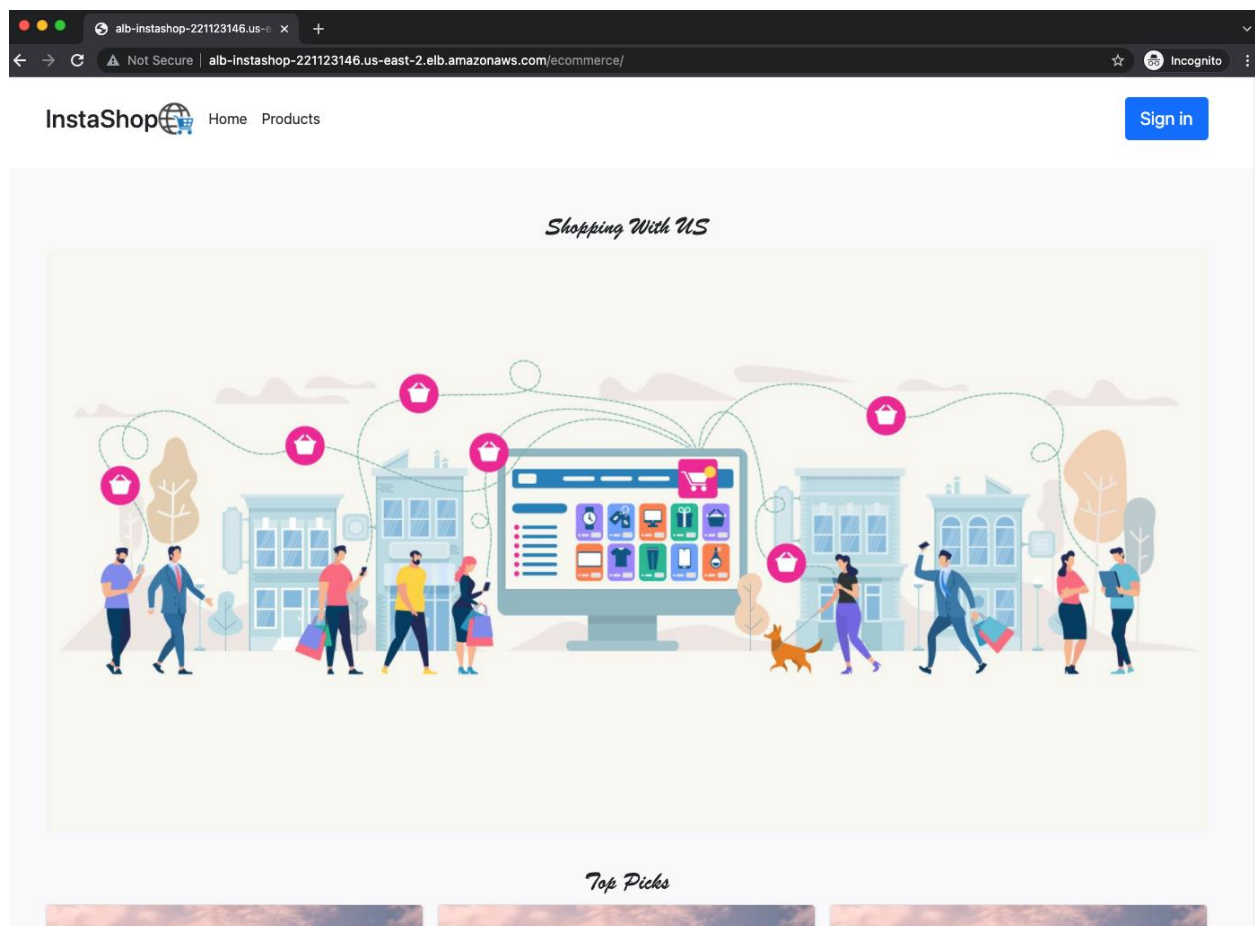 alb-instashop-221123146.us-e
Not Secure | alb-instashop-221123146.us-east-2.elb.amazonaws.com/ecommerce/
Incognito
InstaShop
Home Products
Sign in
Shopping With US
Top Picks